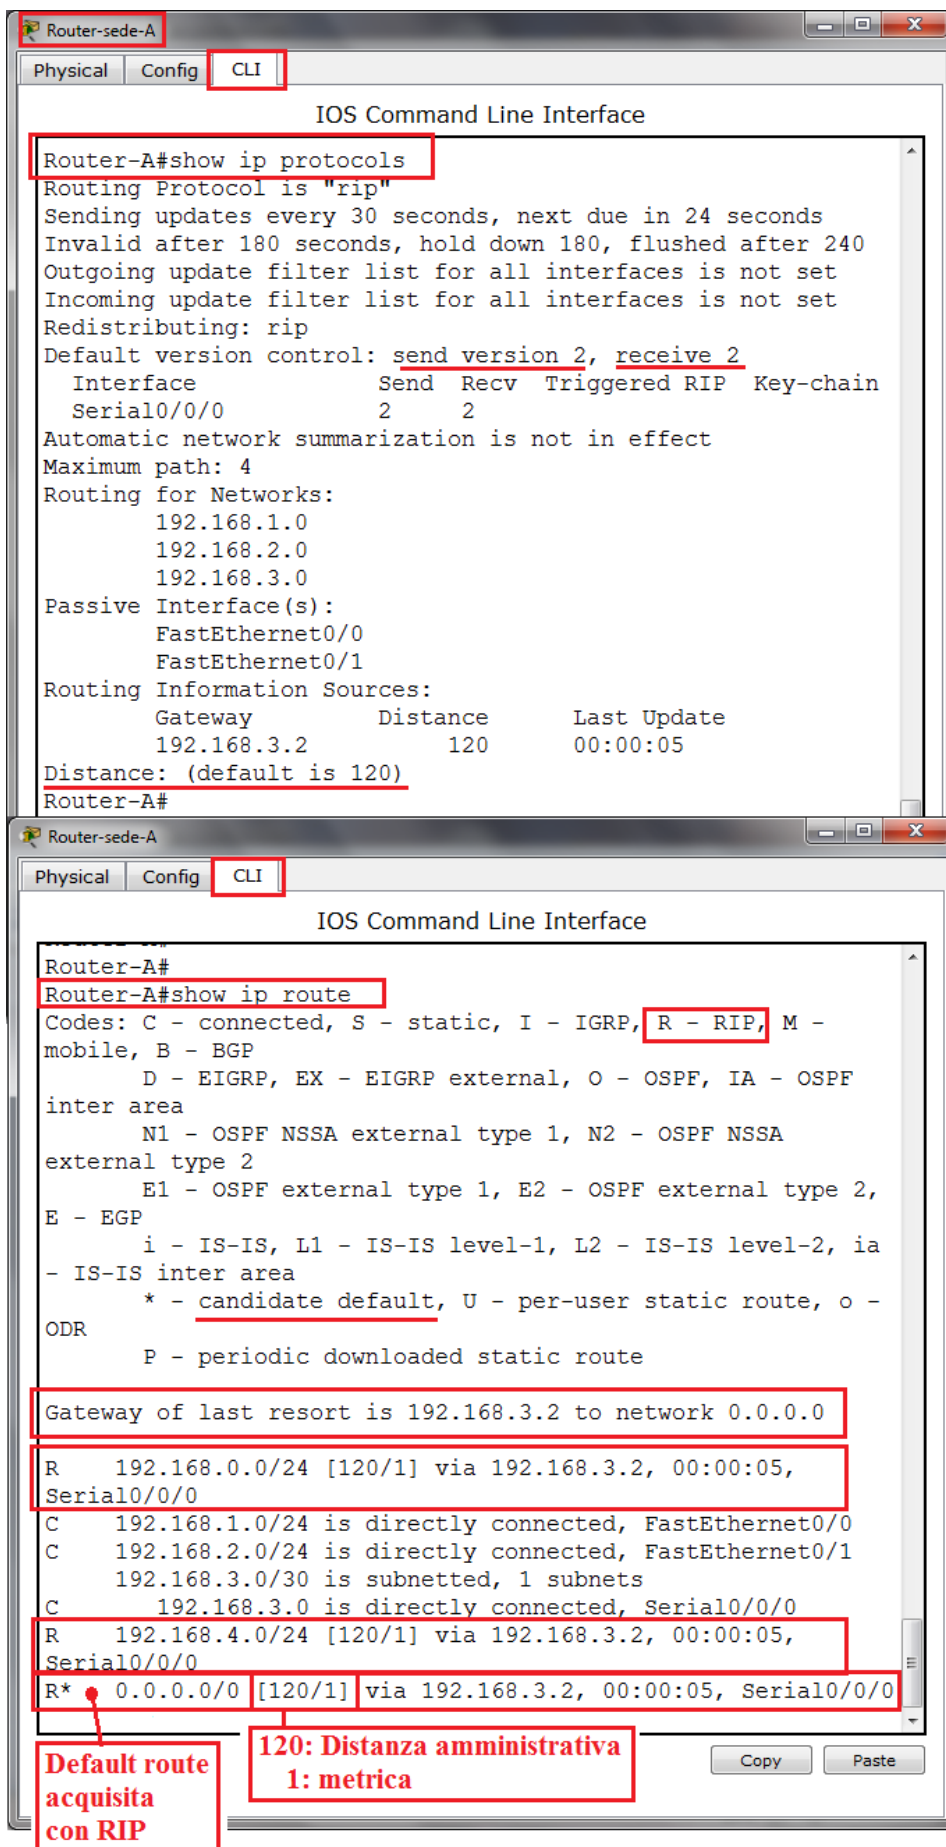 Router-sede-A
Physical Config CLI
IOS Command Line Interface
Router-A#show ip protocols
Routing Protocol is "rip"
Sending updates every 30 seconds, next due in 24 seconds
Invalid after 180 seconds, hold down 180, flushed after 240
Outgoing update filter list for all interfaces is not set
Incoming update filter list for all interfaces is not set
Redistributing: rip
Default version control: send version 2, receive 2
Interface Send Recv Triggered RIP Key-chain
Serial0/0/0 2 2
Automatic network summarization is not in effect
Maximum path: 4
Routing for Networks:
192.168.1.0
192.168.2.0
192.168.3.0
Passive Interface(s):
FastEthernet0/0
FastEthernet0/1
Routing Information Sources:
Gateway Distance Last Update
192.168.3.2 120 00:00:05
Distance: (default is 120)
Router-A#
Router-sede-A
Physical Config CLI
IOS Command Line Interface
Router-A#
Router-A#show ip route
Codes: C - connected, S - static, I - IGRP, R - RIP, M -
mobile, B - BGP
D - EIGRP, EX - EIGRP external, O - OSPF, IA - OSPF
inter area
N1 - OSPF NSSA external type 1, N2 - OSPF NSSA
external type 2
E1 - OSPF external type 1, E2 - OSPF external type 2,
E - EGP
i - IS-IS, L1 - IS-IS level-1, L2 - IS-IS level-2, ia
- IS-IS inter area
* - candidate default, U - per-user static route, o -
ODR
P - periodic downloaded static route
Gateway of last resort is 192.168.3.2 to network 0.0.0.0
R 192.168.0.0/24 [120/1] via 192.168.3.2, 00:00:05,
Serial0/0/0
C 192.168.1.0/24 is directly connected, FastEthernet0/0
C 192.168.2.0/24 is directly connected, FastEthernet0/1
192.168.3.0/30 is subnetted, 1 subnets
C 192.168.3.0 is directly connected, Serial0/0/0
R 192.168.4.0/24 [120/1] via 192.168.3.2, 00:00:05,
Serial0/0/0
R* 0.0.0.0/0 [120/1] via 192.168.3.2, 00:00:05, Serial0/0/0
120: Distanza amministrativa
1: metrica
Copy Paste
Default route
acquisita
con RIP